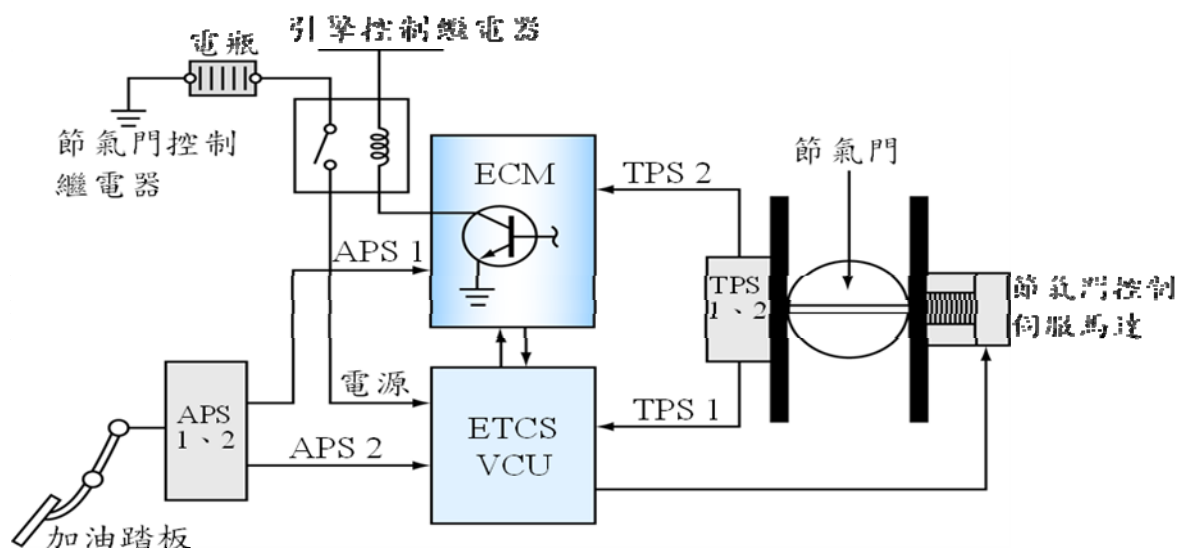 引擎控制繼電器
電瓶
節氣門控制
繼電器
ECM
TPS 2
節氣門
APS 1
TPS
1、2
節氣門控制
伺服馬達
電源
APS
1、2
APS 2
ETCS
VCU
TPS 1
加油踏板